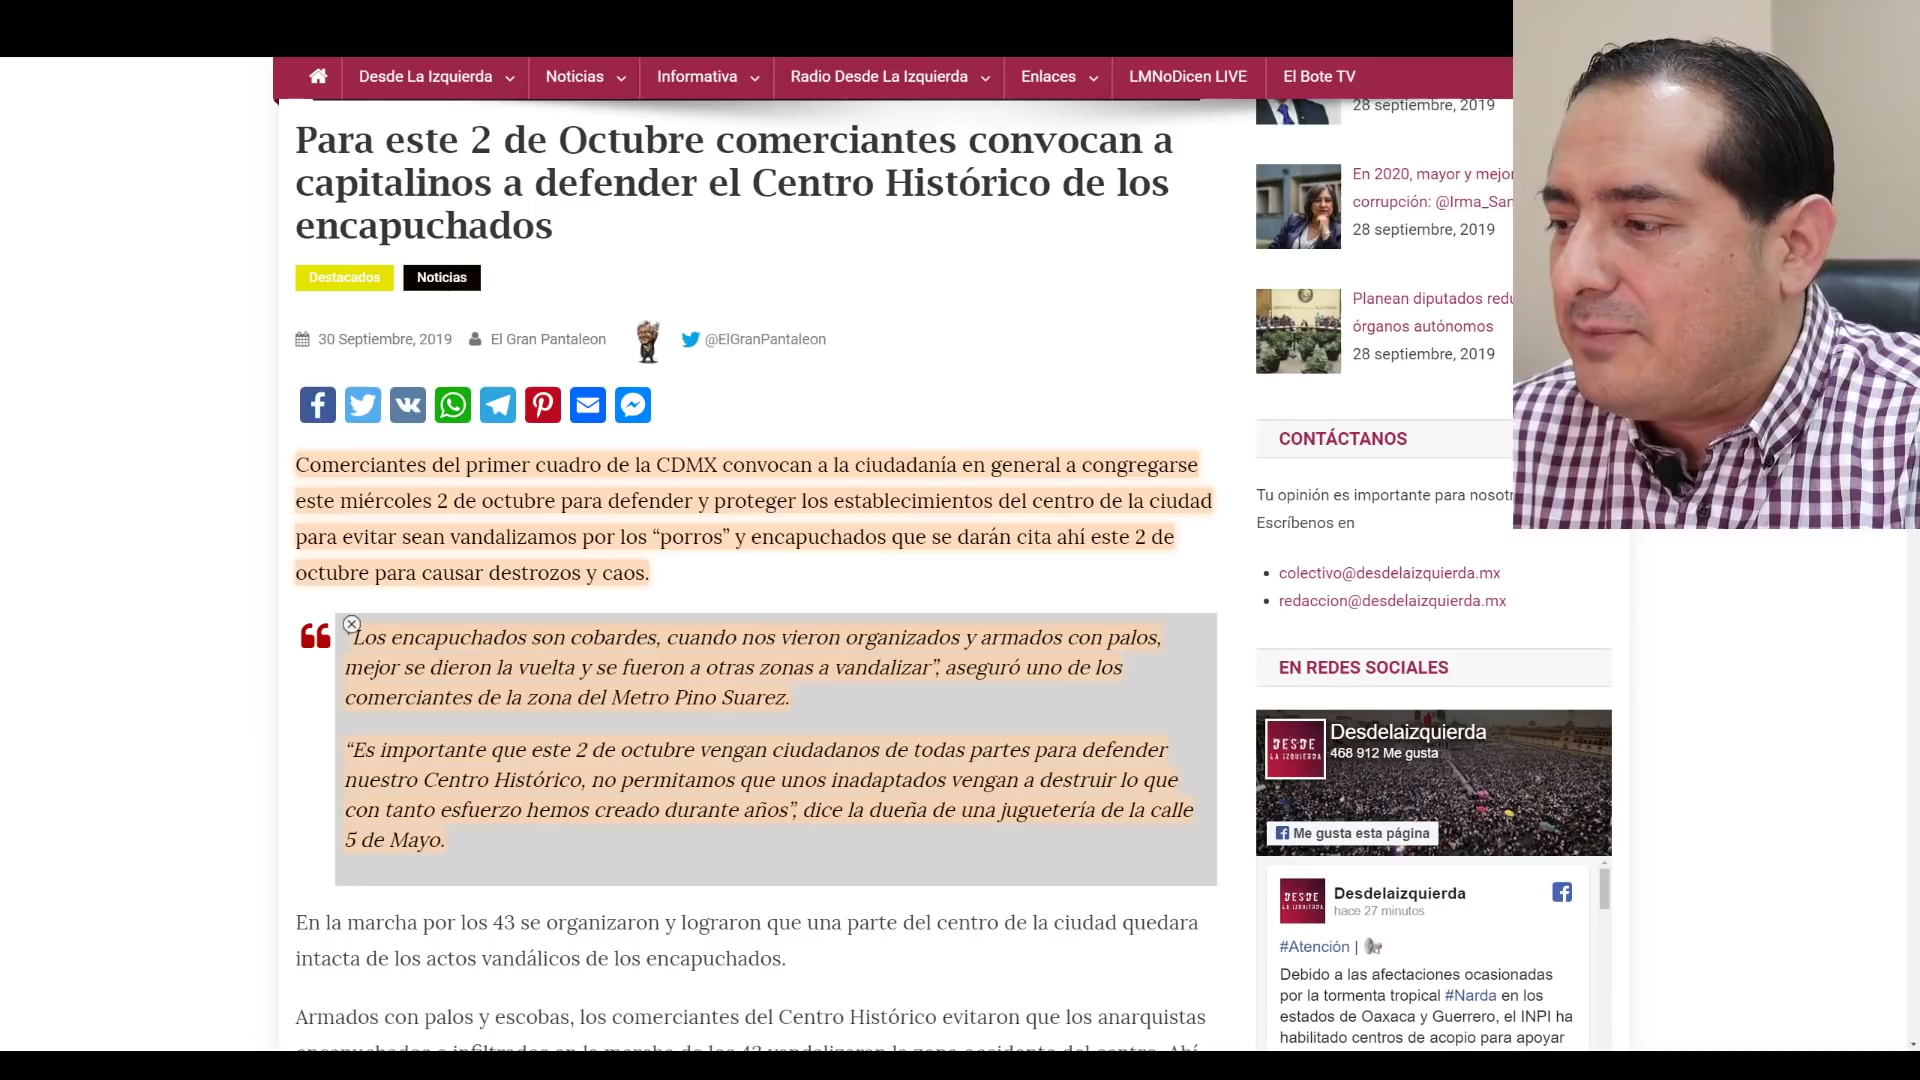 Desde La Izquierda
Noticias
Informativa
Radio Desde La Izquierda
Enlaces
LMNoDicen LIVE
El Bote TV
Para este 2 de Octubre comerciantes convocan a
capitalinos a defender el Centro Histórico de los
encapuchados
Destacados
Noticias
30 Septiembre, 2019
El Gran Pantaleon
@ElGranPantaleon
Comerciantes del primer cuadro de la CDMX convocan a la ciudadanía en general a congregarse
este miércoles 2 de octubre para defender y proteger los establecimientos del centro de la ciudad
para evitar sean vandalizamos por los “porros” y encapuchados que se darán cita ahí este 2 de
octubre para causar destrozos y caos.
“Los encapuchados son cobardes, cuando nos vieron organizados y armados con palos,
mejor se dieron la vuelta y se fueron a otras zonas a vandalizar”, aseguró uno de los
comerciantes de la zona del Metro Pino Suarez.
“Es importante que este 2 de octubre vengan ciudadanos de todas partes para defender
nuestro Centro Histórico, no permitamos que unos inadaptados vengan a destruir lo que
con tanto esfuerzo hemos creado durante años”, dice la dueña de una juguetería de la calle
5 de Mayo.
En la marcha por los 43 se organizaron y lograron que una parte del centro de la ciudad quedara
intacta de los actos vandálicos de los encapuchados.
Armados con palos y escobas, los comerciantes del Centro Histórico evitaron que los anarquistas
28 septiembre, 2019
En 2020, mayor y mejor
corrupción: @Irma_San
28 septiembre, 2019
Planean diputados redu
órganos autónomos
28 septiembre, 2019
CONTÁCTANOS
Tu opinión es importante para nosotr
Escríbenos en
colectivo@desdelaizquierda.mx
redaccion@desdelaizquierda.mx
EN REDES SOCIALES
DESDE
LA IZQUIERDA
Desdelaizquierda
468 912 Me gusta
Me gusta esta página
DESDE
LA IZQUIERDA
Desdelaizquierda
hace 27 minutos
#Atención |
Debido a las afectaciones ocasionadas
por la tormenta tropical #Narda en los
estados de Oaxaca y Guerrero, el INPI ha
habilitado centros de acopio para apoyar